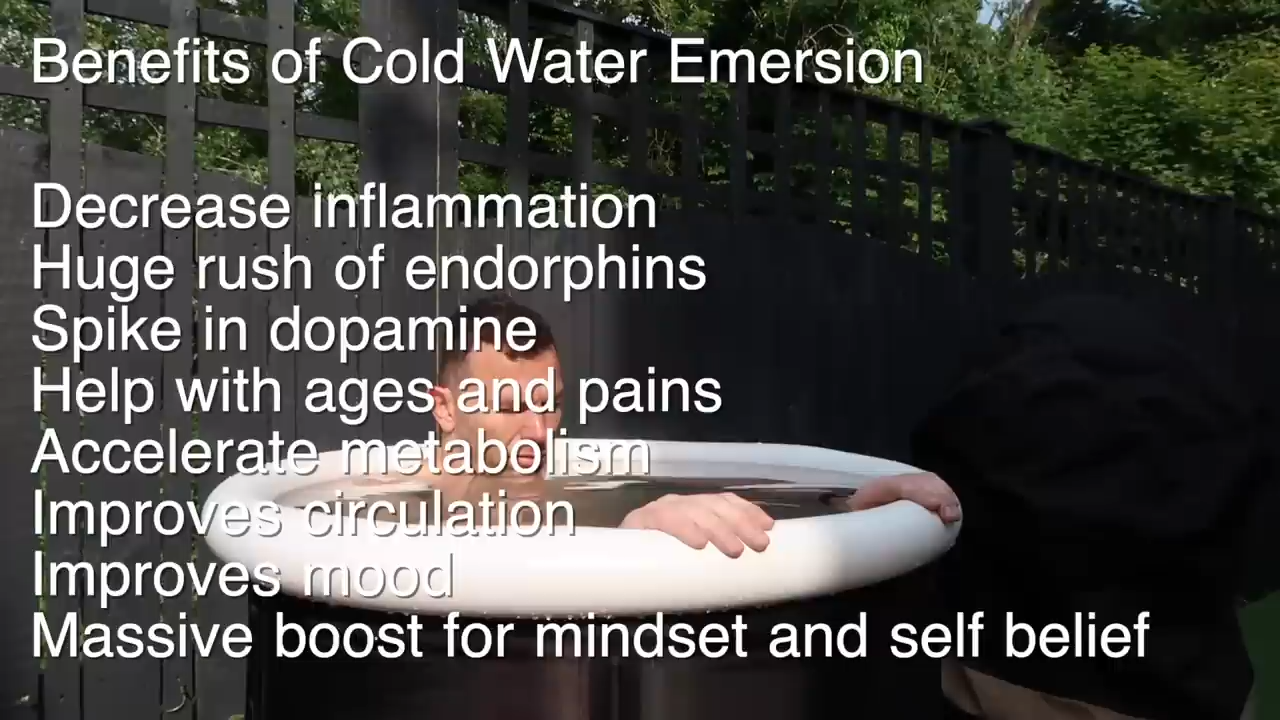 Benefits of Cold Water Emersion
Decrease inflammation
Huge rush of endorphins
Spike in dopamine
Help with ages and pains
Accelerate metabolism
Improves circulation
Improves mood
Massive boost for mindset and self belief